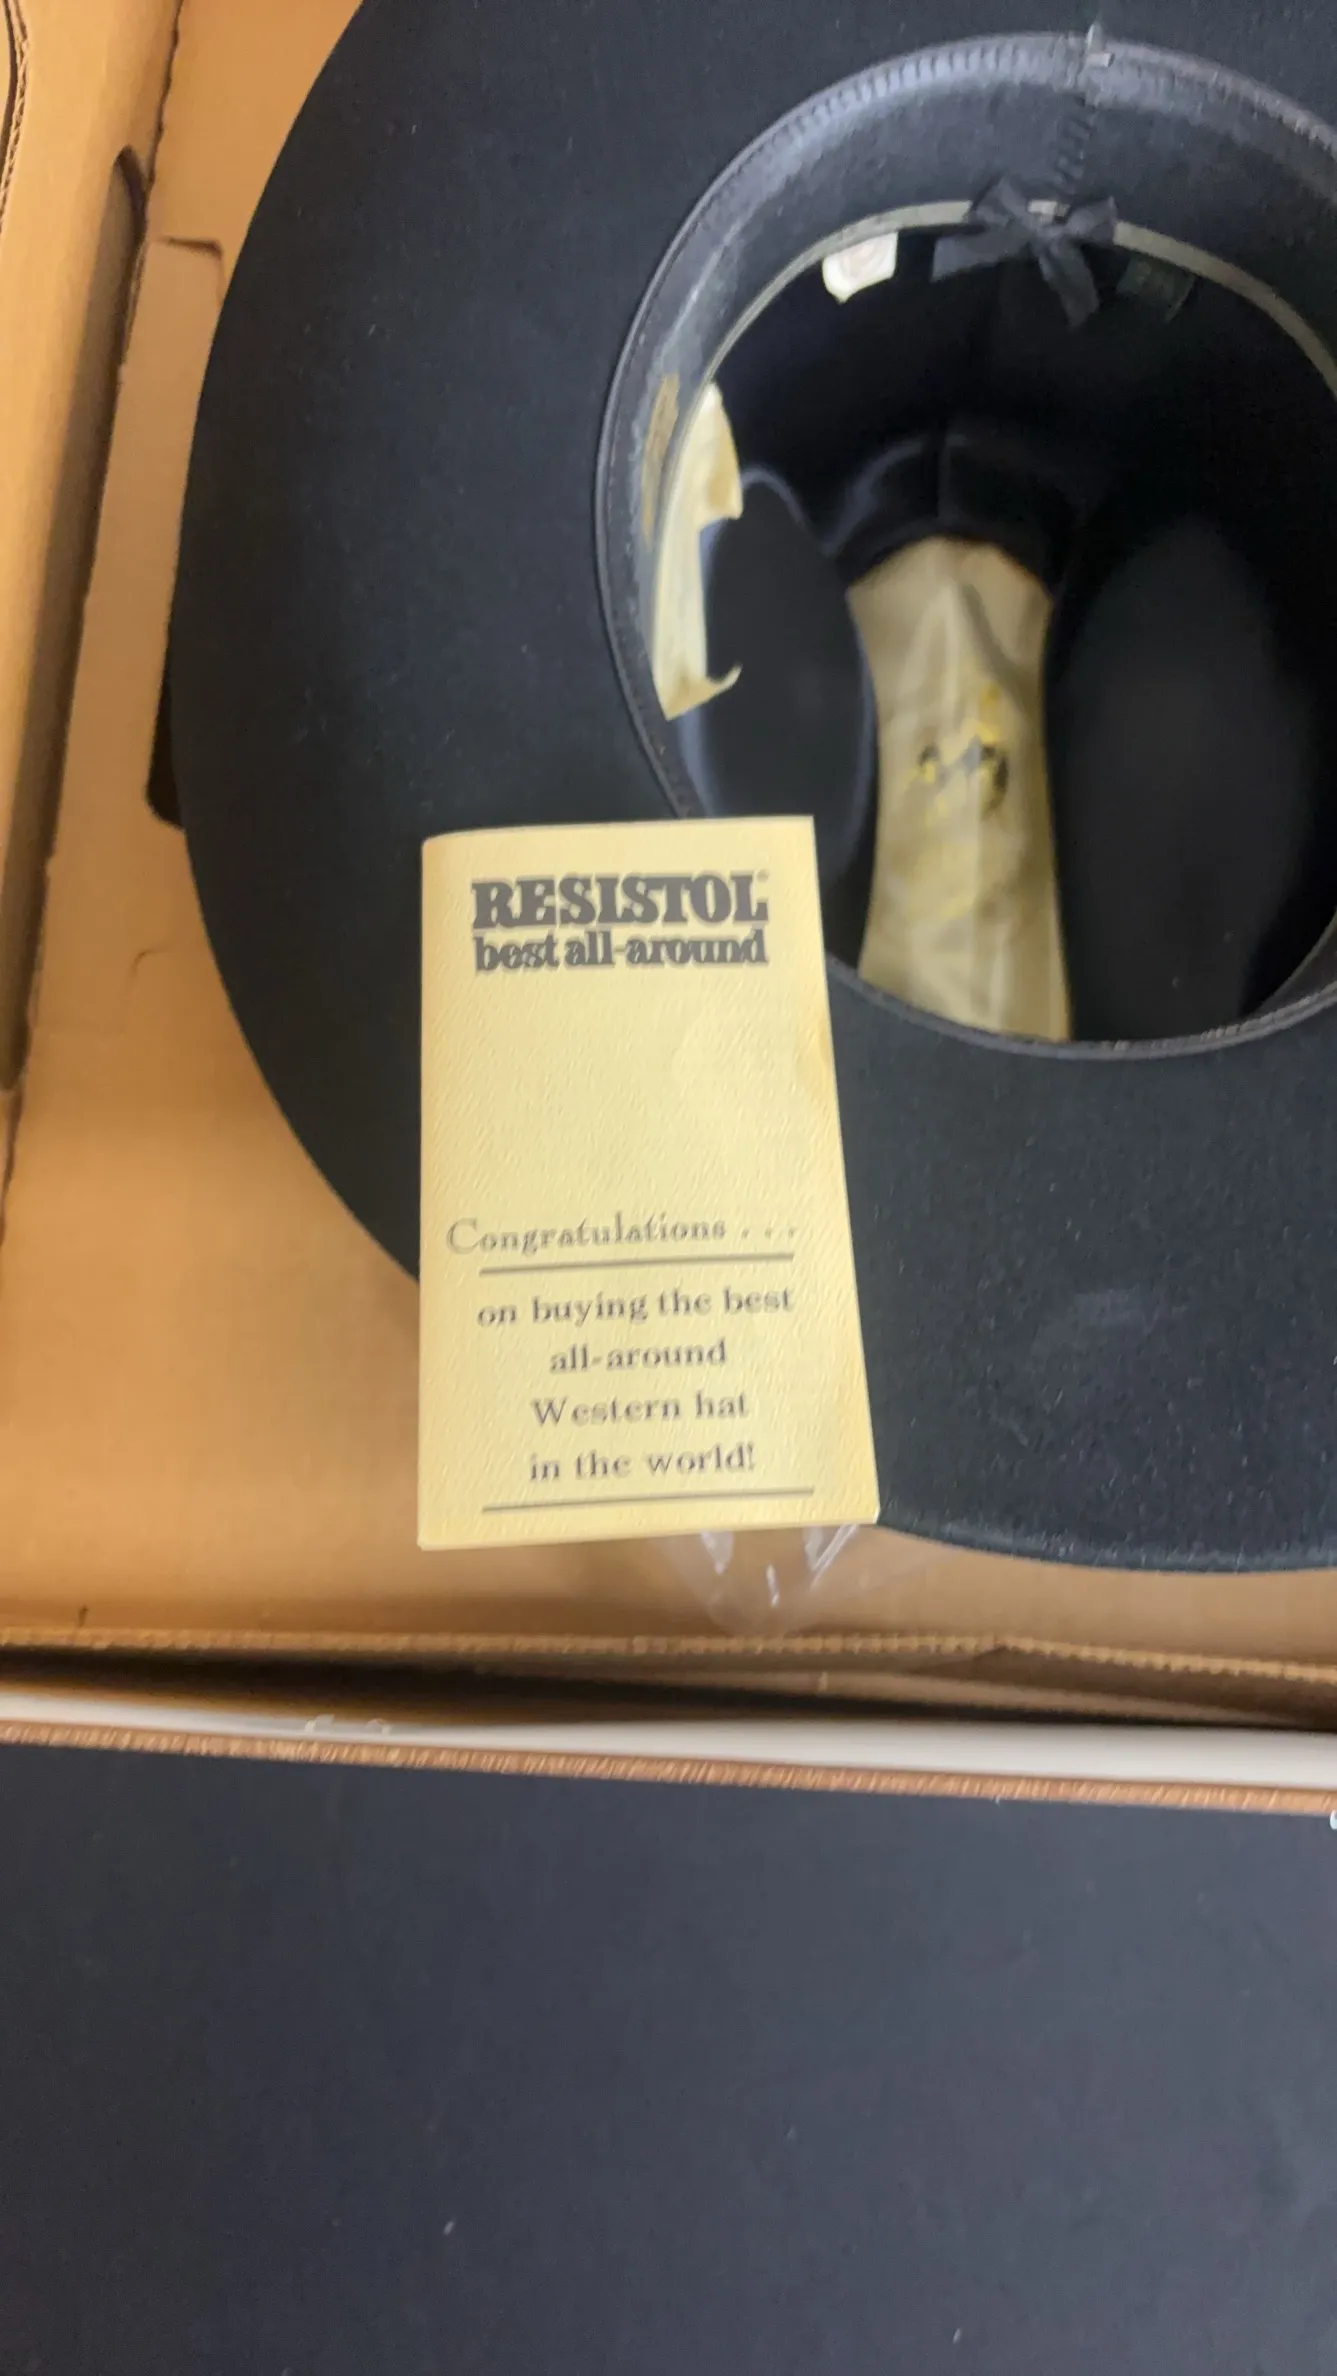 RESISTOL®
best all-around
Congratulations . . .
on buying the best
all-around
Western hat
in the world!